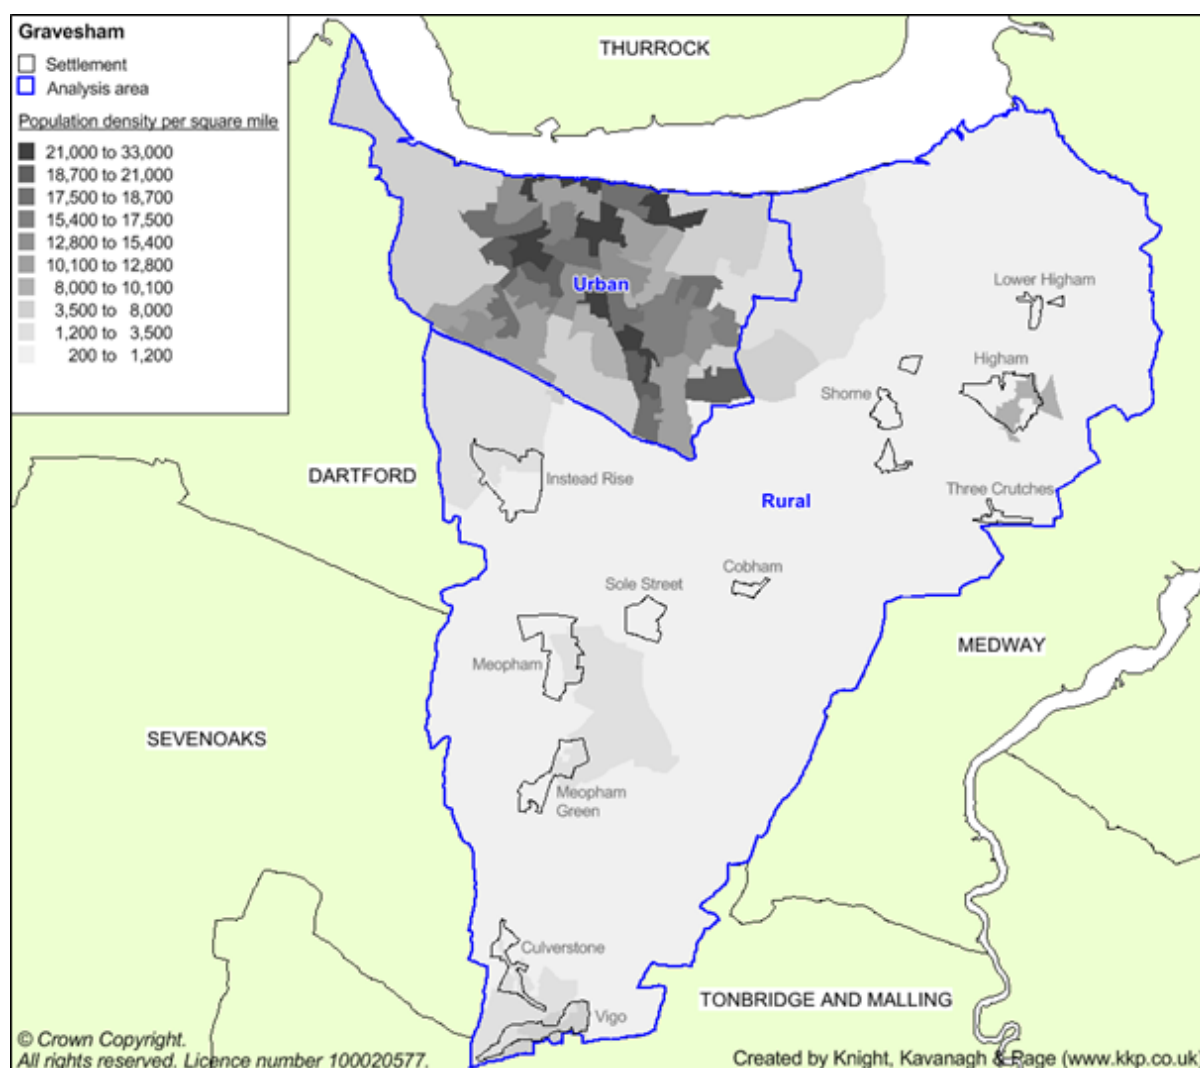 Gravesham
Settlement
Analysis area
Population density per square mile
21,000 to 33,000
18,700 to 21,000
17,500 to 18,700
15,400 to 17,500
12,800 to 15,400
10,100 to 12,800
8,000 to 10,100
3,500 to 8,000
1,200 to 3,500
200 to 1,200
THURROCK
Urban
Lower Higham
Higham
Shorne
DARTFORD
Instead Rise
Three Crutches
Rural
Cobham
Sole Street
MEDWAY
Meopham
SEVENOAKS
Meopham
Green
Culverstone
TONBRIDGE AND MALLING
Vigo
© Crown Copyright.
All rights reserved. Licence number 100020577.
Created by Knight, Kavanagh & Page (www.kkp.co.uk)